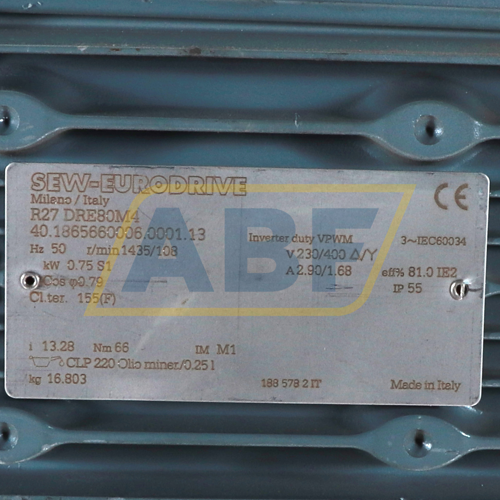 SEW-EURODRIVE
Milano / Italy
R27 DRE80M4
40.1865660006.0001.13
Inverter duty VPWM
3~IEC60034
Hz 50 r/min 1435/108
V 230/400 Δ/Y
kW 0.75 S1
A 2.90/1.68
eff% 81.0 IE2
Cos φ 0.79
IP 55
Cl.ter. 155(F)
i 13.28 Nm 66 IM M1
CLP 220 Olio miner./0.25 l
kg 16.803
188 578 2 IT
Made in Italy
CE
ABF